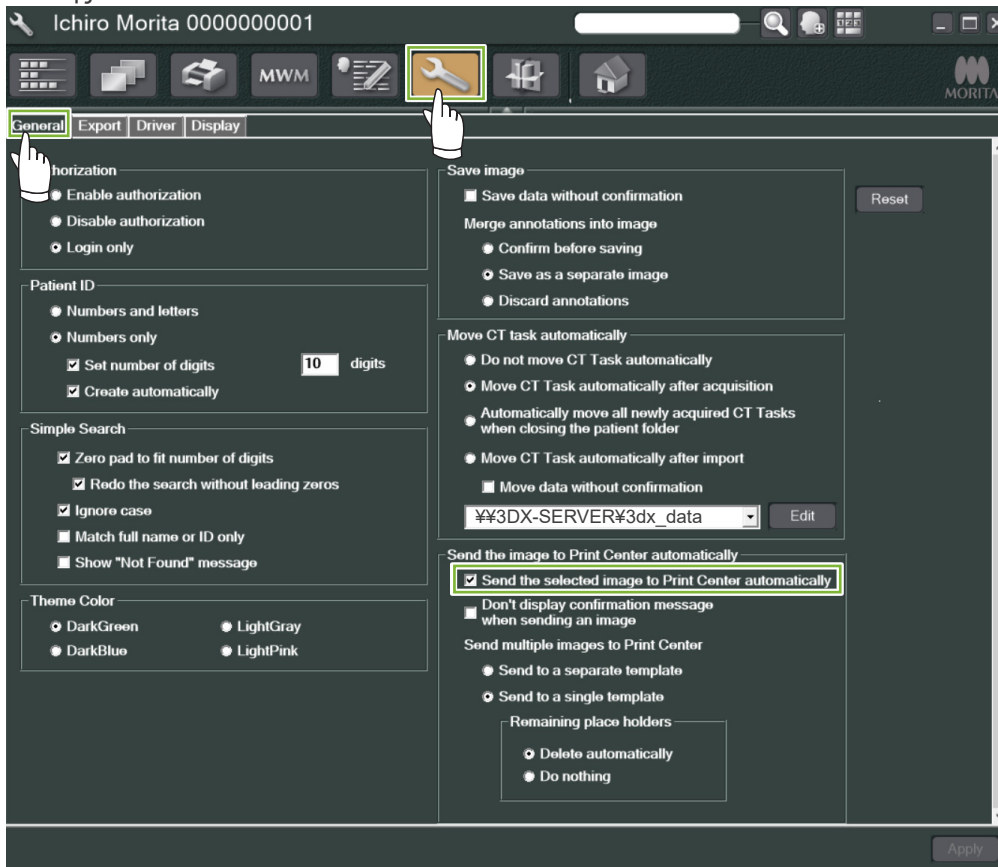 Ichiro Morita 0000000001
MWM
MORITA
General Export Driver Display
horization
Enable authorization
Disable authorization
Login only
Patient ID
Numbers and letters
Numbers only
Set number of digits 10 digits
Create automatically
Simple Search
Zero pad to fit number of digits
Redo the search without leading zeros
Ignore case
Match full name or ID only
Show "Not Found" message
Theme Color
DarkGreen LightGray
DarkBlue LightPink
Save image
Save data without confirmation
Merge annotations into image
Confirm before saving
Save as a separate image
Discard annotations
Move CT task automatically
Do not move CT Task automatically
Move CT Task automatically after acquisition
Automatically move all newly acquired CT Tasks
when closing the patient folder
Move CT Task automatically after import
Move data without confirmation
¥¥3DX-SERVER¥3dx_data Edit
Send the image to Print Center automatically
Send the selected image to Print Center automatically
Don't display confirmation message
when sending an image
Send multiple images to Print Center
Send to a separate template
Send to a single template
Remaining place holders
Delete automatically
Do nothing
Reset
Apply